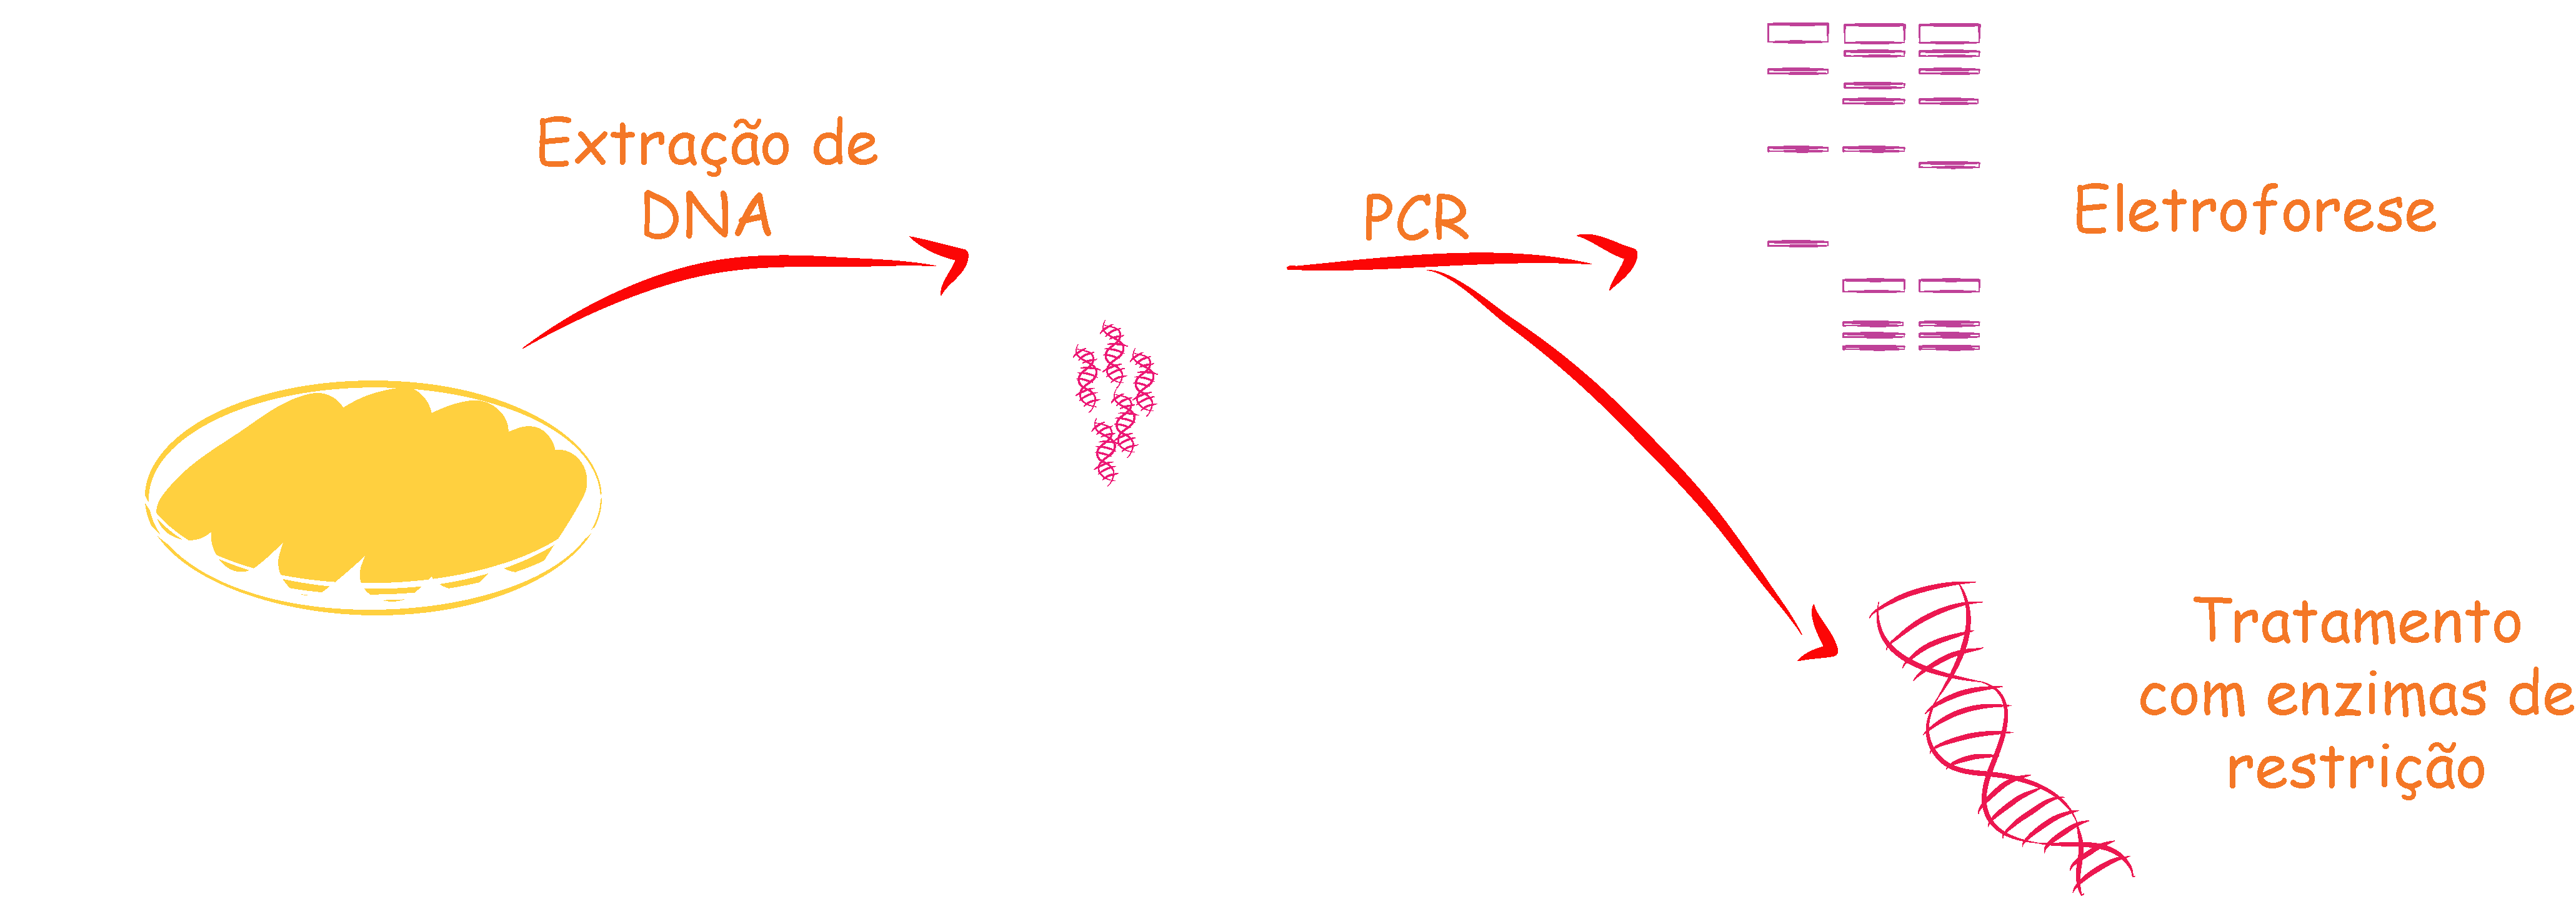 Extração de
DNA
PCR
Eletroforese
Tratamento
com enzimas de
restrição